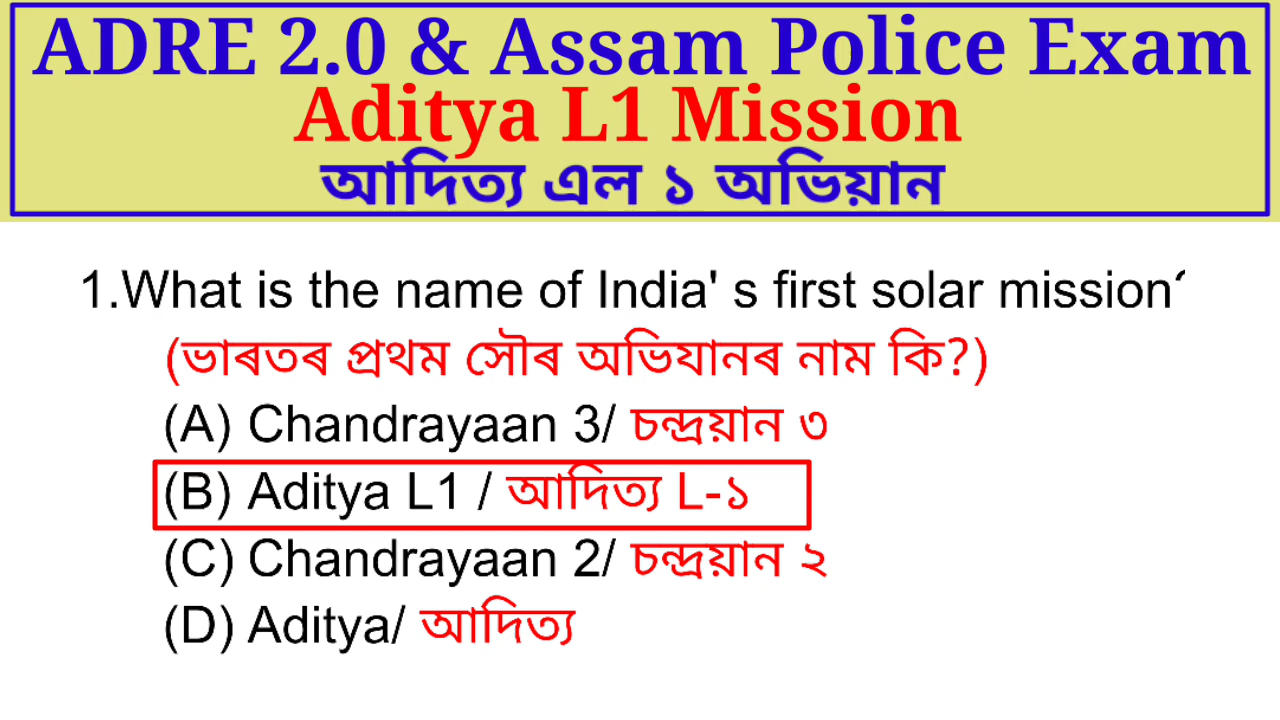 ADRE 2.0 & Assam Police Exam
Aditya L1 Mission
আদিত্য এল ১ অভিয়ান
1.What is the name of India' s first solar mission?
(ভাৰতৰ প্ৰথম সৌৰ অভিযানৰ নাম কি?)
(A) Chandrayaan 3/ চন্দ্ৰয়ান ৩
(B) Aditya L1 / আদিত্য L-১
(C) Chandrayaan 2/ চন্দ্ৰয়ান ২
(D) Aditya/ আদিত্য